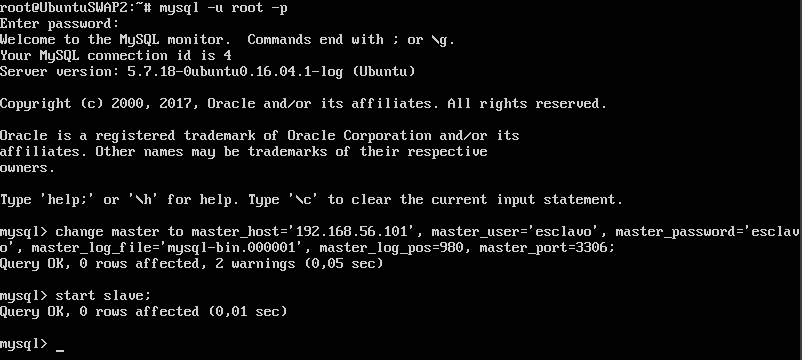 root@UbuntuSWAP2:~# mysql -u root -p
Enter password:
Welcome to the MySQL monitor.  Commands end with ; or \g.
Your MySQL connection id is 4
Server version: 5.7.18-0ubuntu0.16.04.1-log (Ubuntu)
Copyright (c) 2000, 2017, Oracle and/or its affiliates. All rights reserved.
Oracle is a registered trademark of Oracle Corporation and/or its
affiliates. Other names may be trademarks of their respective
owners.
Type 'help;' or '\h' for help. Type '\c' to clear the current input statement.
mysql> change master to master_host='192.168.56.101', master_user='esclavo', master_password='esclav
o', master_log_file='mysql-bin.000001', master_log_pos=980, master_port=3306;
Query OK, 0 rows affected, 2 warnings (0,05 sec)
mysql> start slave;
Query OK, 0 rows affected (0,01 sec)
mysql> _